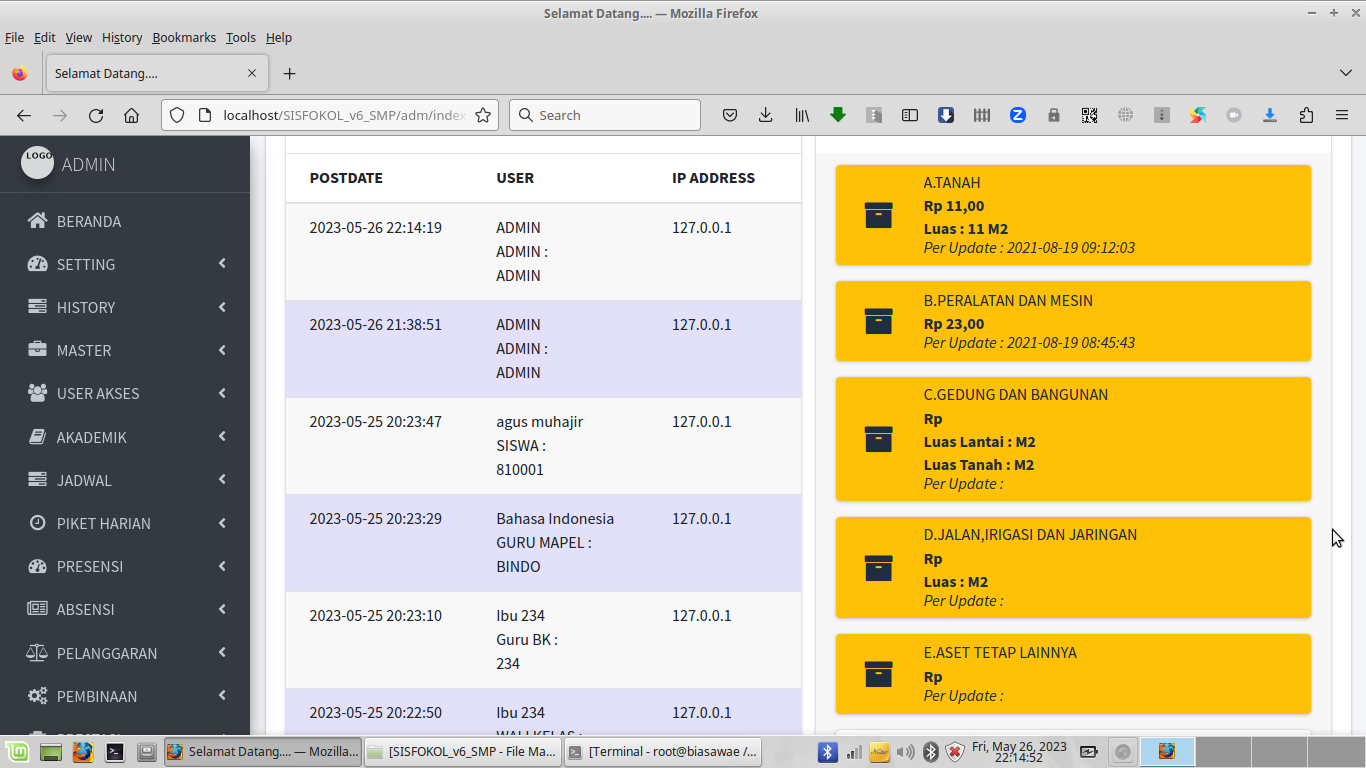 Selamat Datang.... — Mozilla Firefox
File Edit View History Bookmarks Tools Help
Selamat Datang....
localhost/SISFOKOL_v6_SMP/adm/index
Search
LOGO
ADMIN
BERANDA
SETTING
HISTORY
MASTER
USER AKSES
AKADEMIK
JADWAL
PIKET HARIAN
PRESENSI
ABSENSI
PELANGGARAN
PEMBINAAN
POSTDATE USER IP ADDRESS
2023-05-26 22:14:19 ADMIN 127.0.0.1
ADMIN :
ADMIN
2023-05-26 21:38:51 ADMIN 127.0.0.1
ADMIN :
ADMIN
2023-05-25 20:23:47 agus muhajir 127.0.0.1
SISWA :
810001
2023-05-25 20:23:29 Bahasa Indonesia 127.0.0.1
GURU MAPEL :
BINDO
2023-05-25 20:23:10 Ibu 234 127.0.0.1
Guru BK :
234
2023-05-25 20:22:50 Ibu 234 127.0.0.1
A.TANAH
Rp 11,00
Luas : 11 M2
Per Update : 2021-08-19 09:12:03
B.PERALATAN DAN MESIN
Rp 23,00
Per Update : 2021-08-19 08:45:43
C.GEDUNG DAN BANGUNAN
Rp
Luas Lantai : M2
Luas Tanah : M2
Per Update :
D.JALAN,IRIGASI DAN JARINGAN
Rp
Luas : M2
Per Update :
E.ASET TETAP LAINNYA
Rp
Per Update :
Selamat Datang.... — Mozilla...
[SISFOKOL_v6_SMP - File Ma...
[Terminal - root@biasawae /...
Fri, May 26, 2023
22:14:52